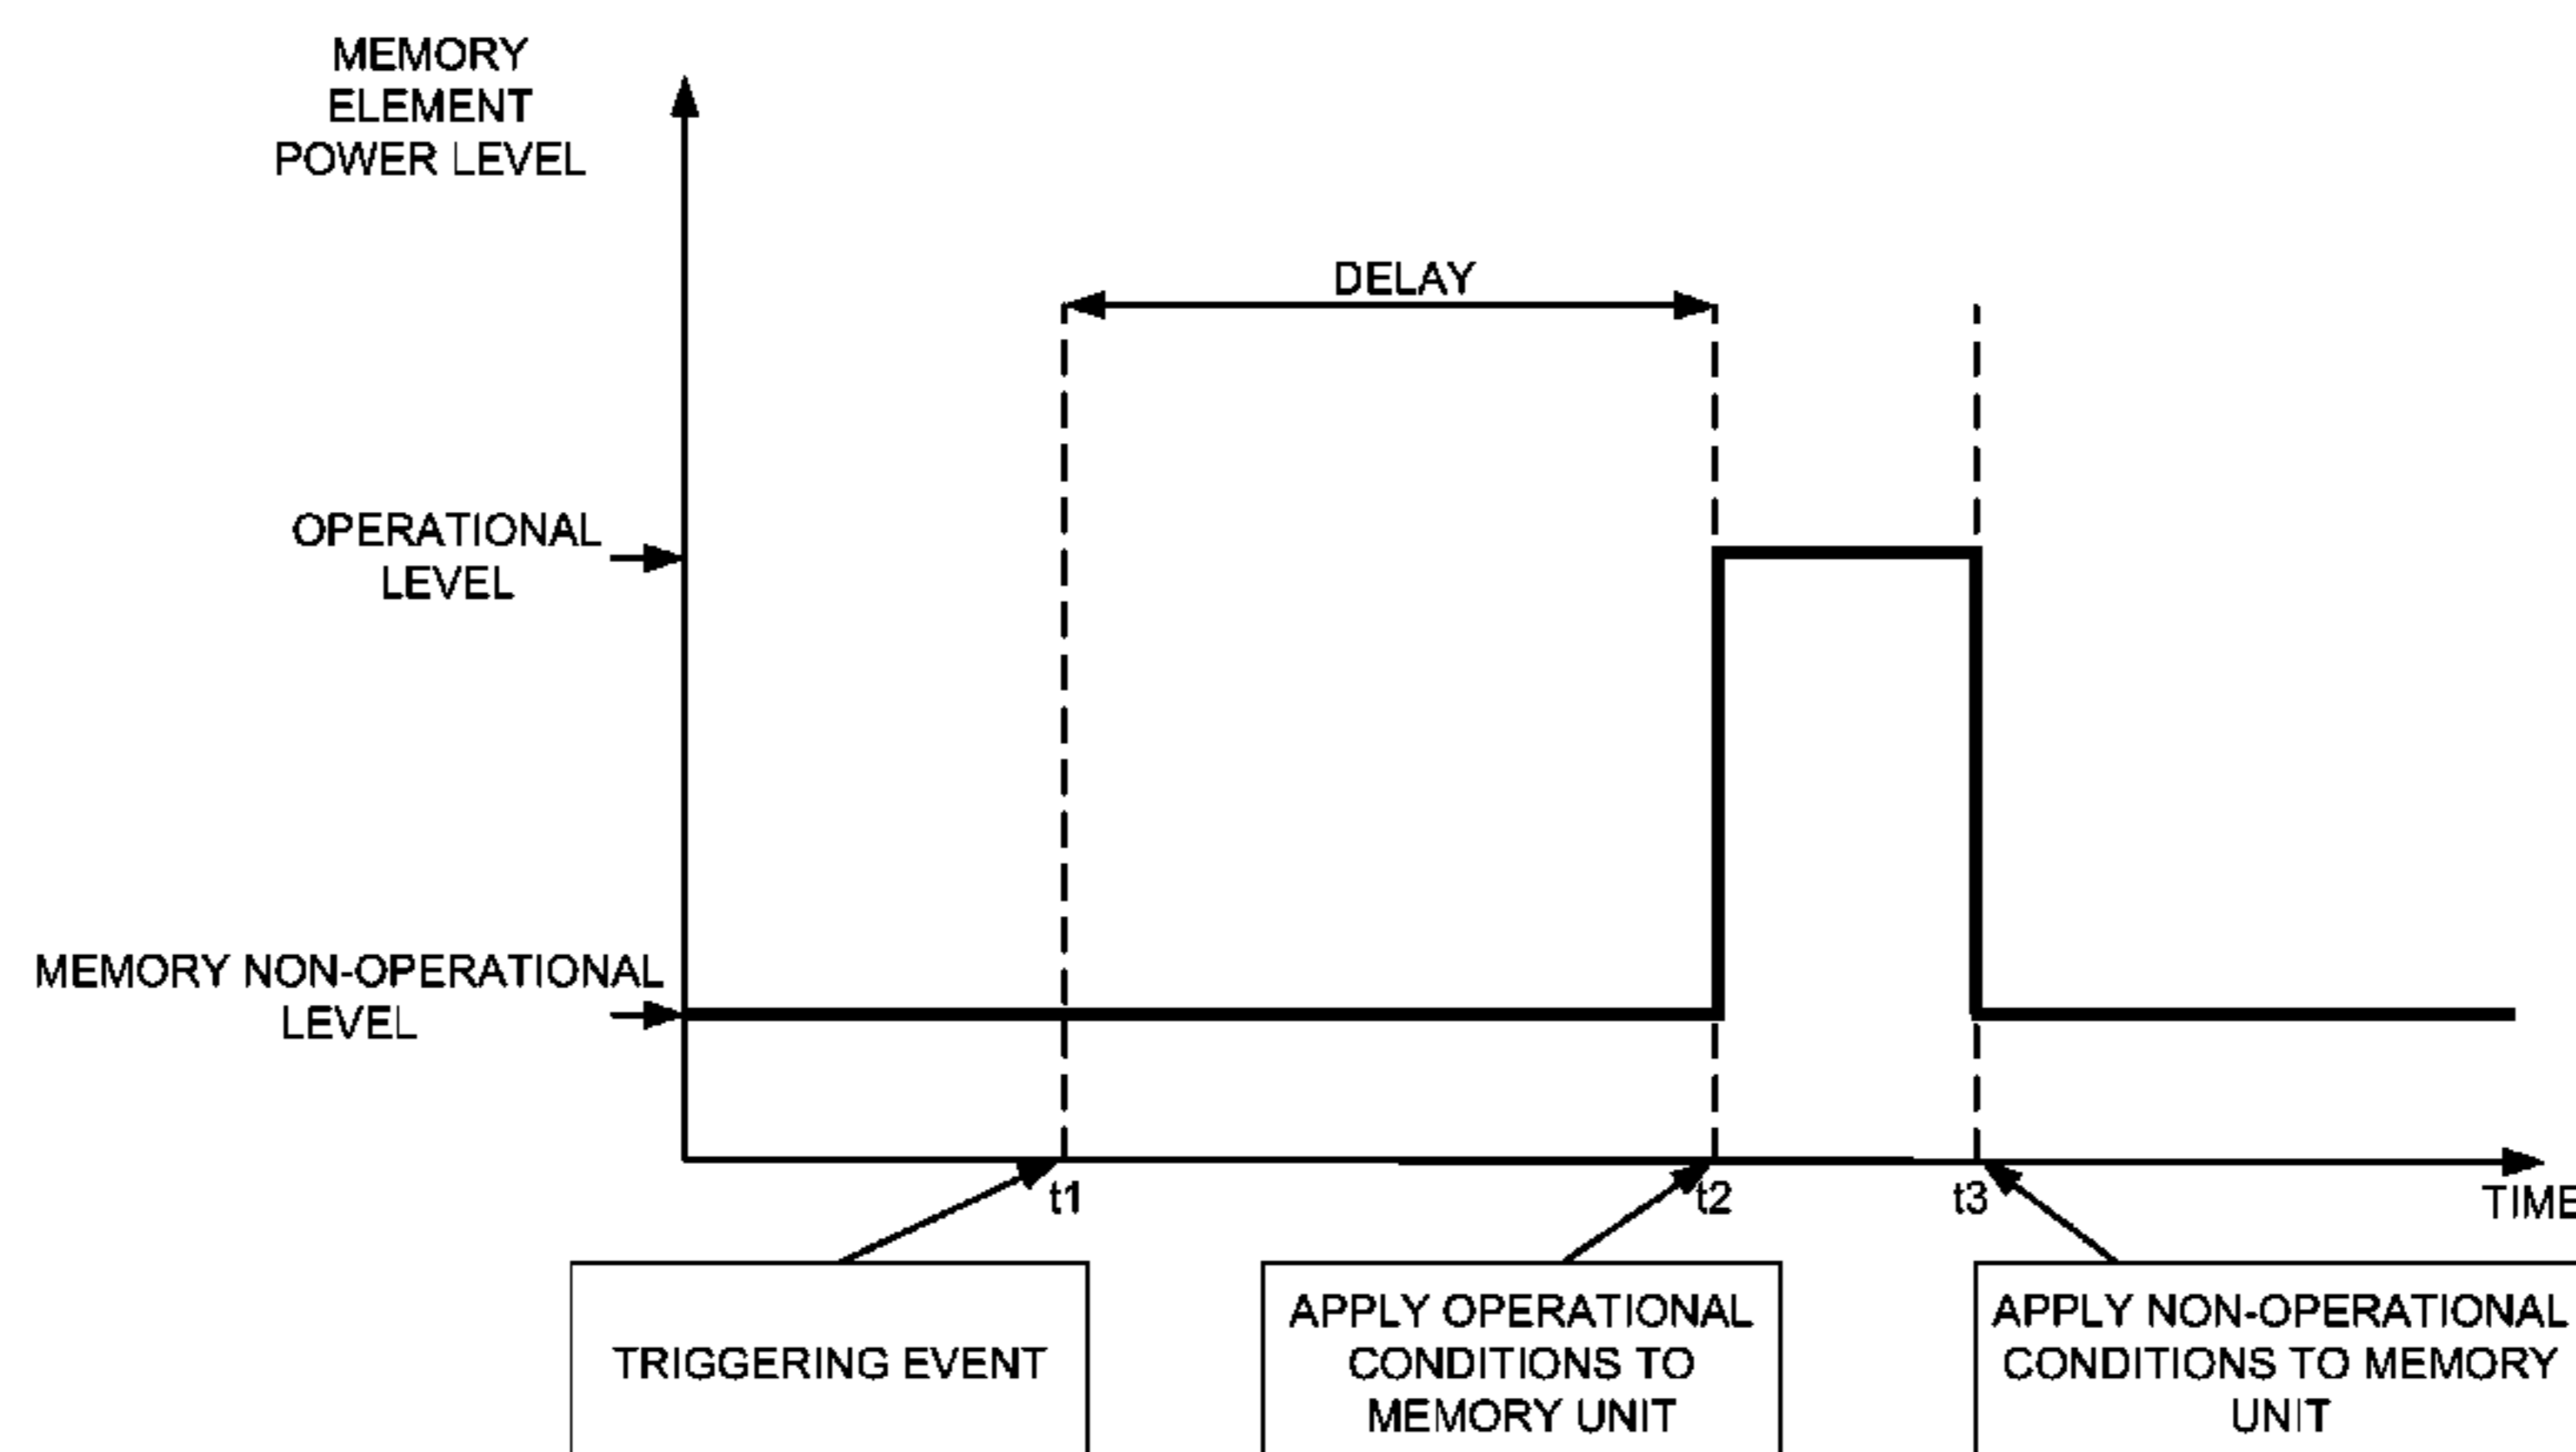 MEMORY
ELEMENT
POWER LEVEL
DELAY
OPERATIONAL
LEVEL
MEMORY NON-OPERATIONAL
LEVEL
t1
t2
t3
TIME
TRIGGERING EVENT
APPLY OPERATIONAL
CONDITIONS TO
MEMORY UNIT
APPLY NON-OPERATIONAL
CONDITIONS TO MEMORY
UNIT